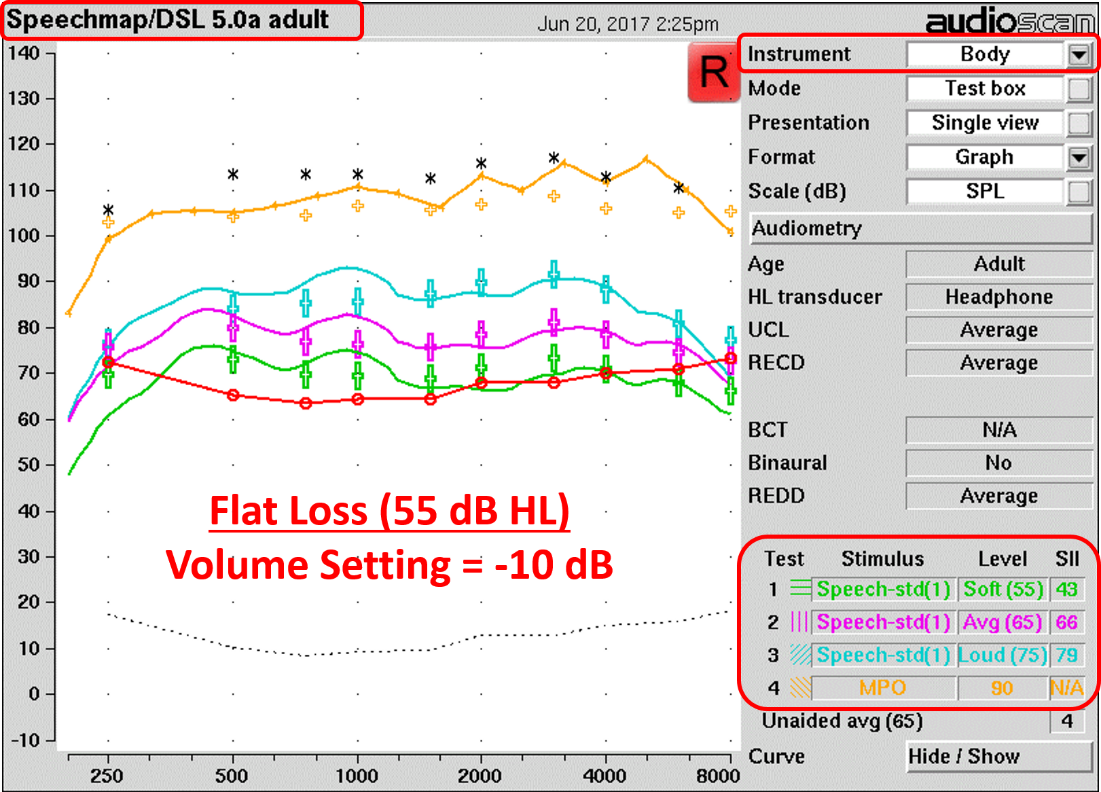 Speechmap/DSL 5.0a adult
Jun 20, 2017 2:25pm
audioscan
R
Instrument Body
Mode Test box
Presentation Single view
Format Graph
Scale (dB) SPL
Audiometry
Age Adult
HL transducer Headphone
UCL Average
RECD Average
BCT N/A
Binaural No
REDD Average
Test Stimulus Level SII
1 Speech-std(1) Soft (55) 43
2 Speech-std(1) Avg (65) 66
3 Speech-std(1) Loud (75) 79
4 MPO 90 N/A
Unaided avg (65) 4
Curve Hide / Show
140
130
120
110
100
90
80
70
60
50
40
30
20
10
0
-10
Flat Loss (55 dB HL)
Volume Setting = -10 dB
250 500 1000 2000 4000 8000